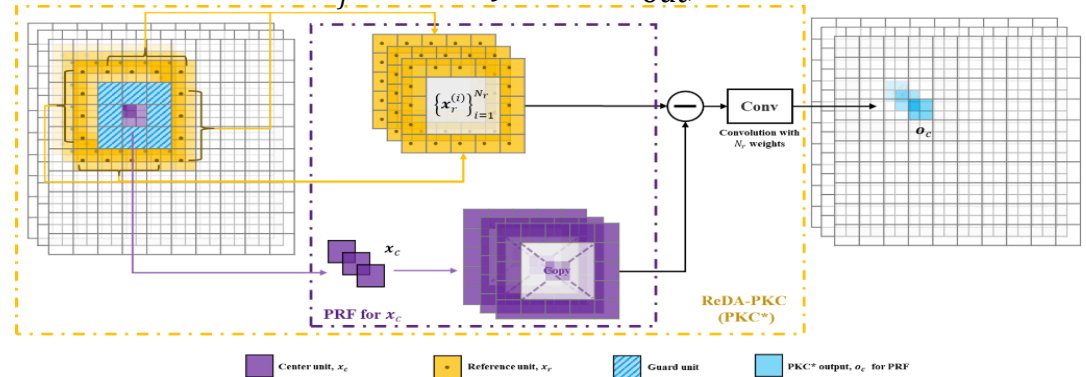 {x_r^(i)}_{i=1}^{N_r}
Conv
Convolution with
N_r weights
o_c
x_c
Copy
PRF for x_c
ReDA-PKC
(PKC*)
Center unit, x_c
Reference unit, x_r
Guard unit
PKC* output, o_c for PRF